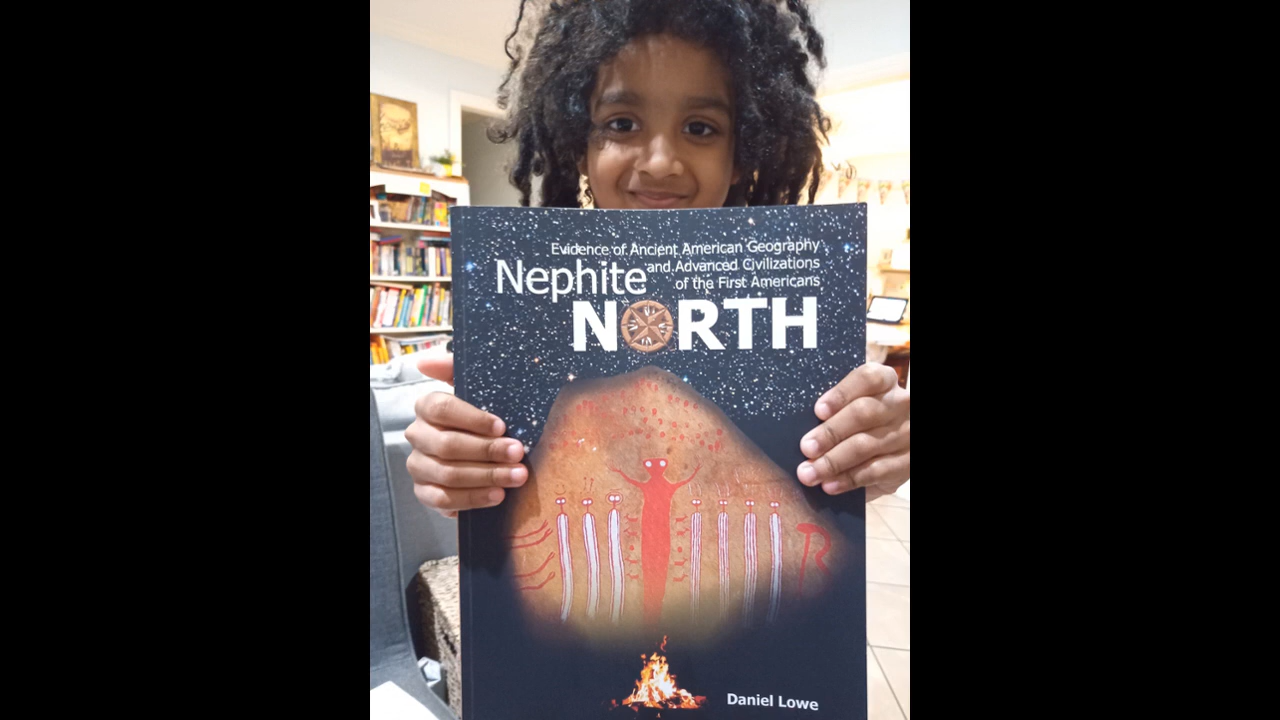 Evidence of Ancient American Geography
and Advanced Civilizations
of the First Americans
Nephite
NORTH
Daniel Lowe